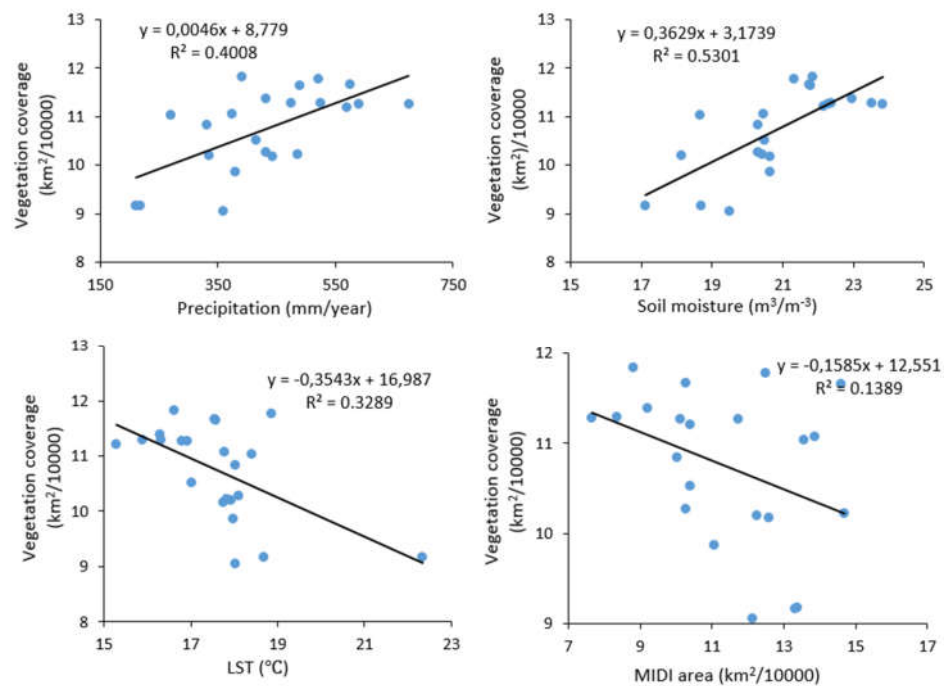 y = 0,0046x + 8,779
R² = 0.4008
Vegetation coverage
(km²/10000)
13
12
11
10
9
8
150
350
550
750
Precipitation (mm/year)
y = 0,3629x + 3,1739
R² = 0.5301
Vegetation coverage
(km²)/10000
13
12
11
10
9
8
15
17
19
21
23
25
Soil moisture (m³/m⁻³)
y = -0,3543x + 16,987
R² = 0.3289
Vegetation coverage
(km²/10000)
13
12
11
10
9
8
15
17
19
21
23
LST (°C)
y = -0,1585x + 12,551
R² = 0.1389
Vegetation coverage
(km²/10000)
12
11
10
9
7
9
11
13
15
17
MIDI area (km²/10000)